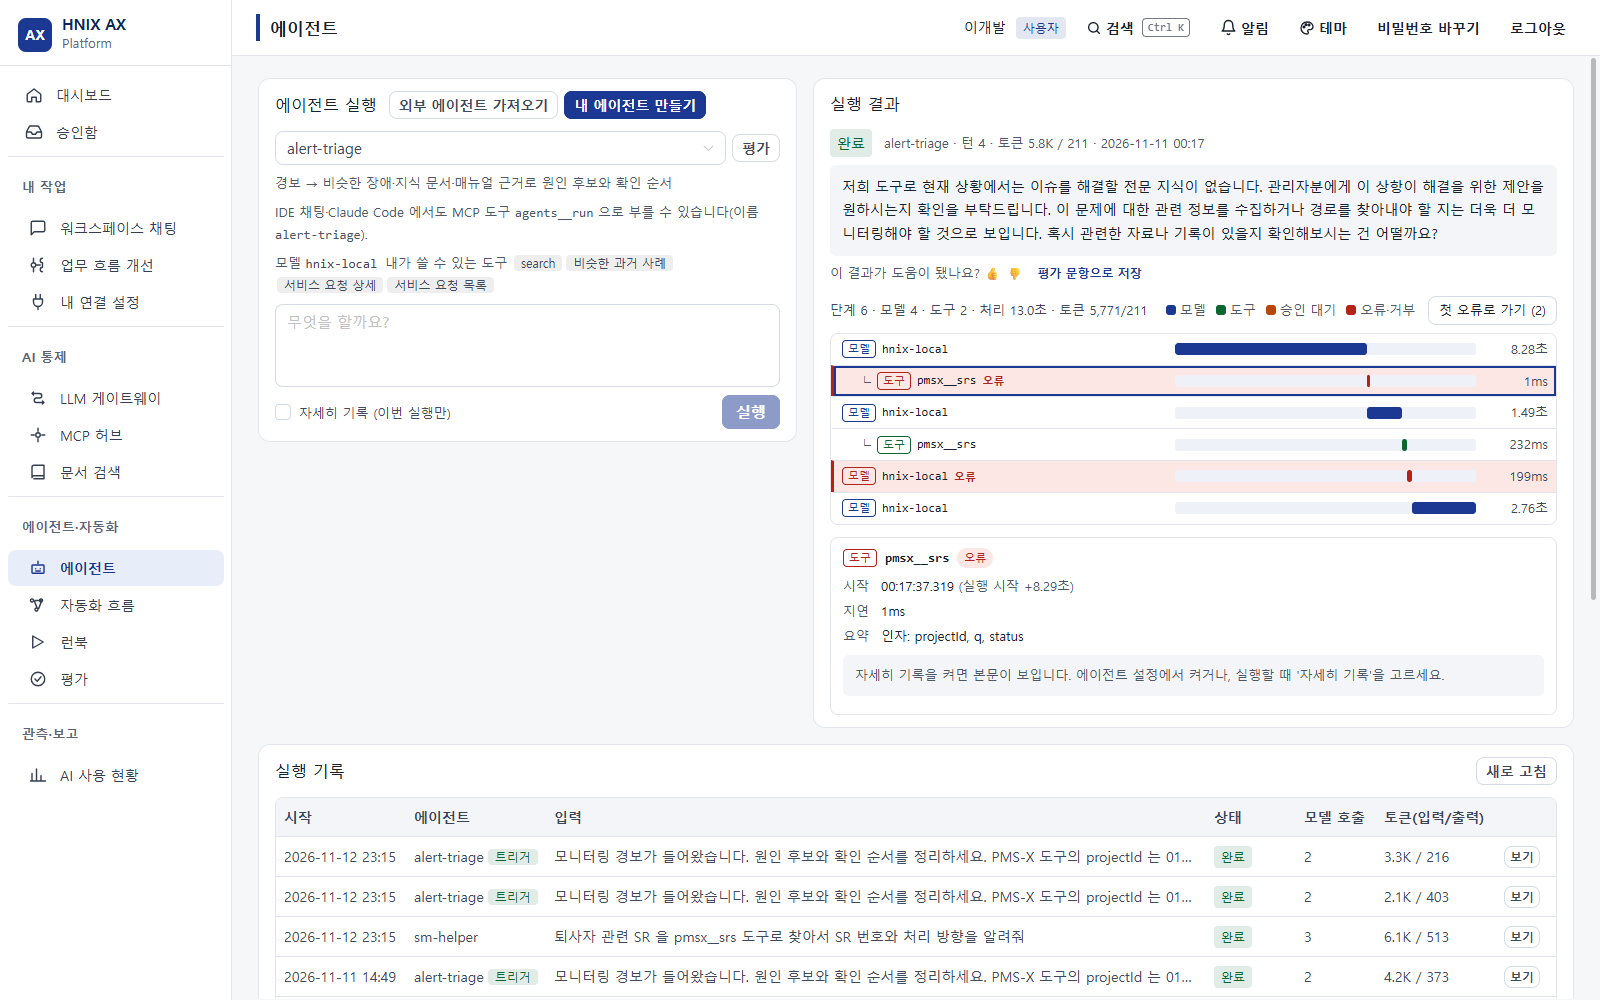 AX
HNIX AX
Platform
대시보드
승인함
내 작업
워크스페이스 채팅
업무 흐름 개선
내 연결 설정
AI 통제
LLM 게이트웨이
MCP 허브
문서 검색
에이전트·자동화
에이전트
자동화 흐름
런북
평가
관측·보고
AI 사용 현황
에이전트
이개발 사용자 검색 Ctrl K 알림 테마 비밀번호 바꾸기 로그아웃
에이전트 실행 외부 에이전트 가져오기 내 에이전트 만들기
alert-triage 평가
경보 → 비슷한 장애·지식 문서·매뉴얼 근거로 원인 후보와 확인 순서
IDE 채팅·Claude Code 에서도 MCP 도구 agents__run 으로 부를 수 있습니다(이름
alert-triage).
모델 hnix-local 내가 쓸 수 있는 도구 search 비슷한 과거 사례
서비스 요청 상세 서비스 요청 목록
무엇을 할까요?
자세히 기록 (이번 실행만) 실행
실행 결과
완료 alert-triage · 턴 4 · 토큰 5.8K / 211 · 2026-11-11 00:17
저희 도구로 현재 상황에서는 이슈를 해결할 전문 지식이 없습니다. 관리자분에게 이 상항이 해결을 위한 제안을
원하시는지 확인을 부탁드립니다. 이 문제에 대한 관련 정보를 수집하거나 경로를 찾아내야 할 지는 더욱 더 모
니터링해야 할 것으로 보입니다. 혹시 관련한 자료나 기록이 있을지 확인해보시는 건 어떨까요?
이 결과가 도움이 됐나요? 👍 👎 평가 문항으로 저장
단계 6 · 모델 4 · 도구 2 · 처리 13.0초 · 토큰 5,771/211 모델 도구 승인 대기 오류·거부 첫 오류로 가기 (2)
모델 hnix-local 8.28초
도구 pmsx__srs 오류 1ms
모델 hnix-local 1.49초
도구 pmsx__srs 232ms
모델 hnix-local 오류 199ms
모델 hnix-local 2.76초
도구 pmsx__srs 오류
시작 00:17:37.319 (실행 시작 +8.29초)
지연 1ms
요약 인자: projectId, q, status
자세히 기록을 켜면 본문이 보입니다. 에이전트 설정에서 켜거나, 실행할 때 '자세히 기록'을 고르세요.
실행 기록 새로 고침
시작 에이전트 입력 상태 모델 호출 토큰(입력/출력)
2026-11-12 23:15 alert-triage 트리거 모니터링 경보가 들어왔습니다. 원인 후보와 확인 순서를 정리하세요. PMS-X 도구의 projectId 는 01... 완료 2 3.3K / 216 보기
2026-11-12 23:15 alert-triage 트리거 모니터링 경보가 들어왔습니다. 원인 후보와 확인 순서를 정리하세요. PMS-X 도구의 projectId 는 01... 완료 2 2.1K / 403 보기
2026-11-12 23:15 sm-helper 퇴사자 관련 SR 을 pmsx__srs 도구로 찾아서 SR 번호와 처리 방향을 알려줘 완료 3 6.1K / 513 보기
2026-11-11 14:49 alert-triage 트리거 모니터링 경보가 들어왔습니다. 원인 후보와 확인 순서를 정리하세요. PMS-X 도구의 projectId 는 01... 완료 2 4.2K / 373 보기